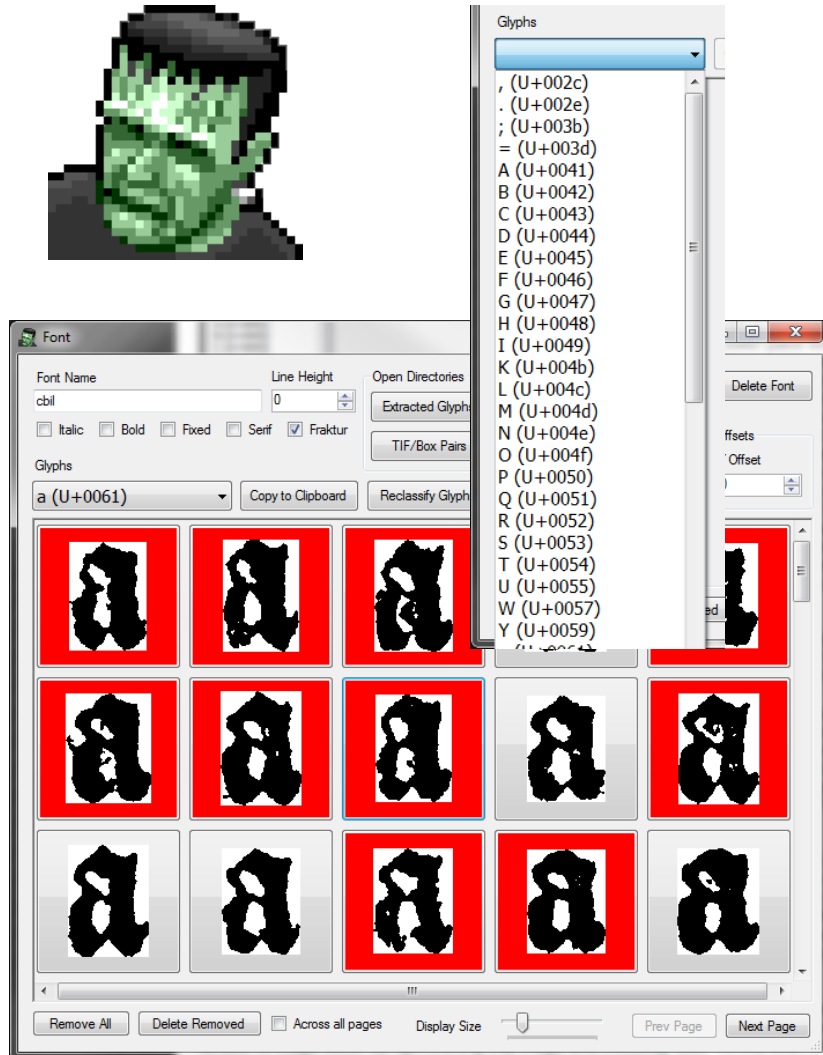 Glyphs
, (U+002c)
. (U+002e)
; (U+003b)
= (U+003d)
A (U+0041)
B (U+0042)
C (U+0043)
D (U+0044)
E (U+0045)
F (U+0046)
G (U+0047)
H (U+0048)
I (U+0049)
K (U+004b)
L (U+004c)
M (U+004d)
N (U+004e)
O (U+004f)
P (U+0050)
Q (U+0051)
R (U+0052)
S (U+0053)
T (U+0054)
U (U+0055)
W (U+0057)
Y (U+0059)
Font
Font Name Line Height Open Directories
cbil 0 Extracted Glyphs Delete Font
Italic Bold Fixed Serif Fraktur
TIF/Box Pairs ffsets
Offset
Glyphs
a (U+0061) Copy to Clipboard Reclassify Glyph
a a a
a a a a a
a a a a a
ed
Remove All Delete Removed Across all pages Display Size Prev Page Next Page